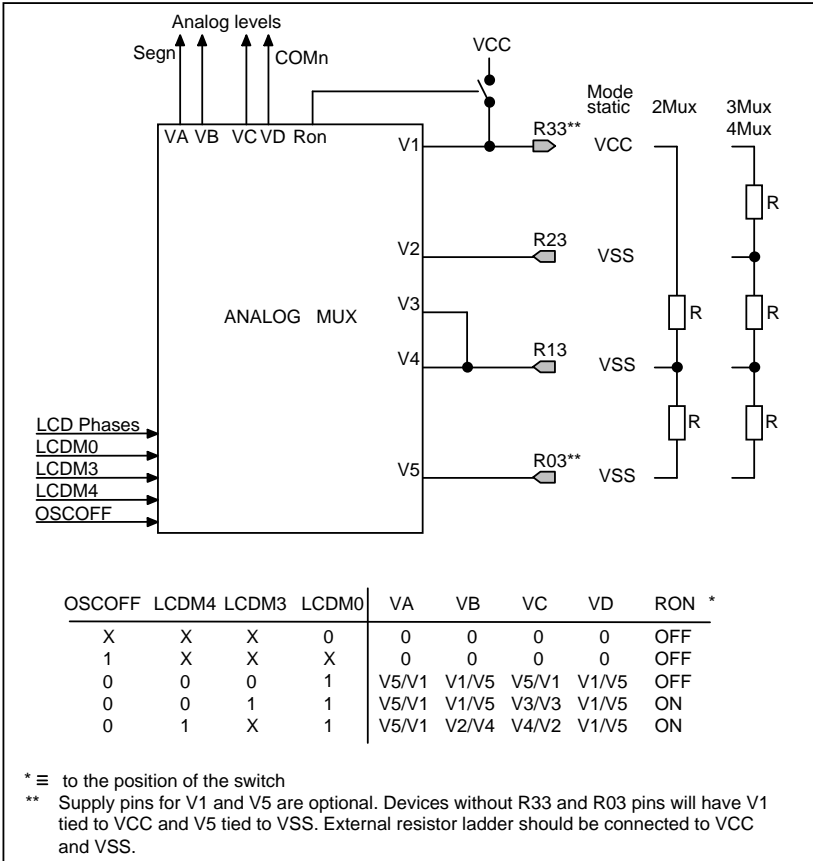 Analog levels
Segn
COMn
VCC
Mode
static 2Mux 3Mux
4Mux
VA VB VC VD Ron
V1 R33** VCC
R
V2 R23 VSS
V3
ANALOG MUX
R R
V4 R13 VSS
LCD Phases
LCDM0
R R
LCDM3
V5 R03** VSS
LCDM4
OSCOFF
OSCOFF LCDM4 LCDM3 LCDM0 VA VB VC VD RON *
X X X 0 0 0 0 0 OFF
1 X X X 0 0 0 0 OFF
0 0 0 1 V5/V1 V1/V5 V5/V1 V1/V5 OFF
0 0 1 1 V5/V1 V1/V5 V3/V3 V1/V5 ON
0 1 X 1 V5/V1 V2/V4 V4/V2 V1/V5 ON
* ≡ to the position of the switch
** Supply pins for V1 and V5 are optional. Devices without R33 and R03 pins will have V1
tied to VCC and V5 tied to VSS. External resistor ladder should be connected to VCC
and VSS.